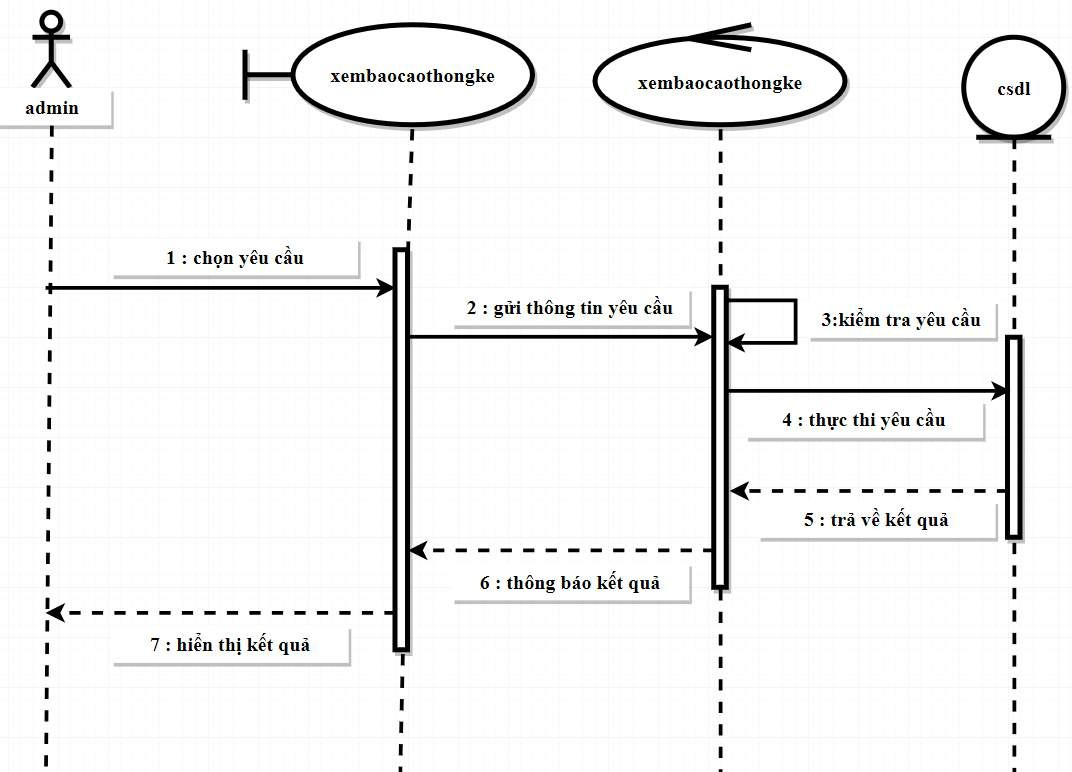 admin
xembaocaothongke
xembaocaothongke
csdl
1 : chọn yêu cầu
2 : gửi thông tin yêu cầu
3:kiểm tra yêu cầu
4 : thực thi yêu cầu
5 : trả về kết quả
6 : thông báo kết quả
7 : hiển thị kết quả